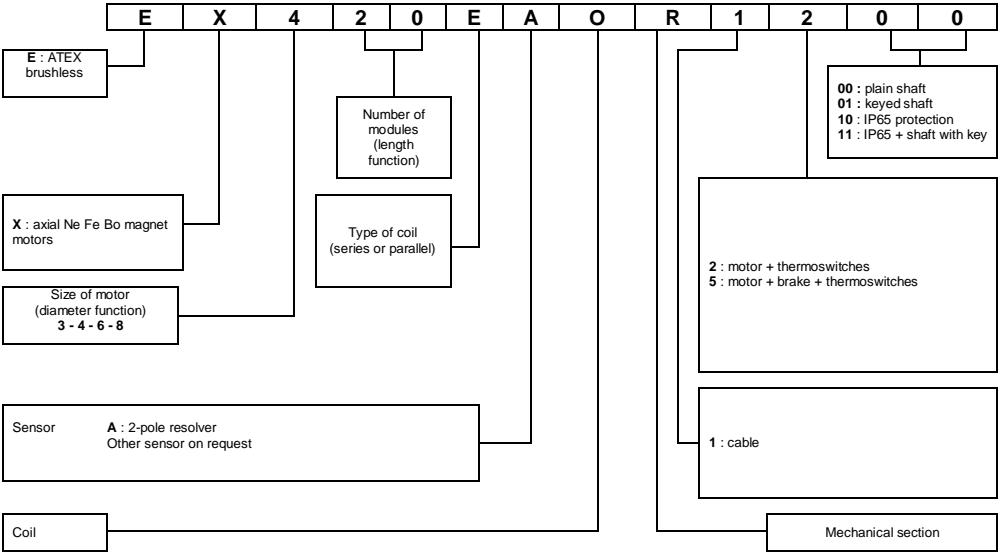 E X 4 2 0 E A O R 1 2 0 0
E : ATEX
brushless
Number of
modules
(length
function)
00 : plain shaft
01 : keyed shaft
10 : IP65 protection
11 : IP65 + shaft with key
X : axial Ne Fe Bo magnet
motors
Type of coil
(series or parallel)
2 : motor + thermoswitches
5 : motor + brake + thermoswitches
Size of motor
(diameter function)
3 - 4 - 6 - 8
Sensor A : 2-pole resolver
Other sensor on request
1 : cable
Coil
Mechanical section